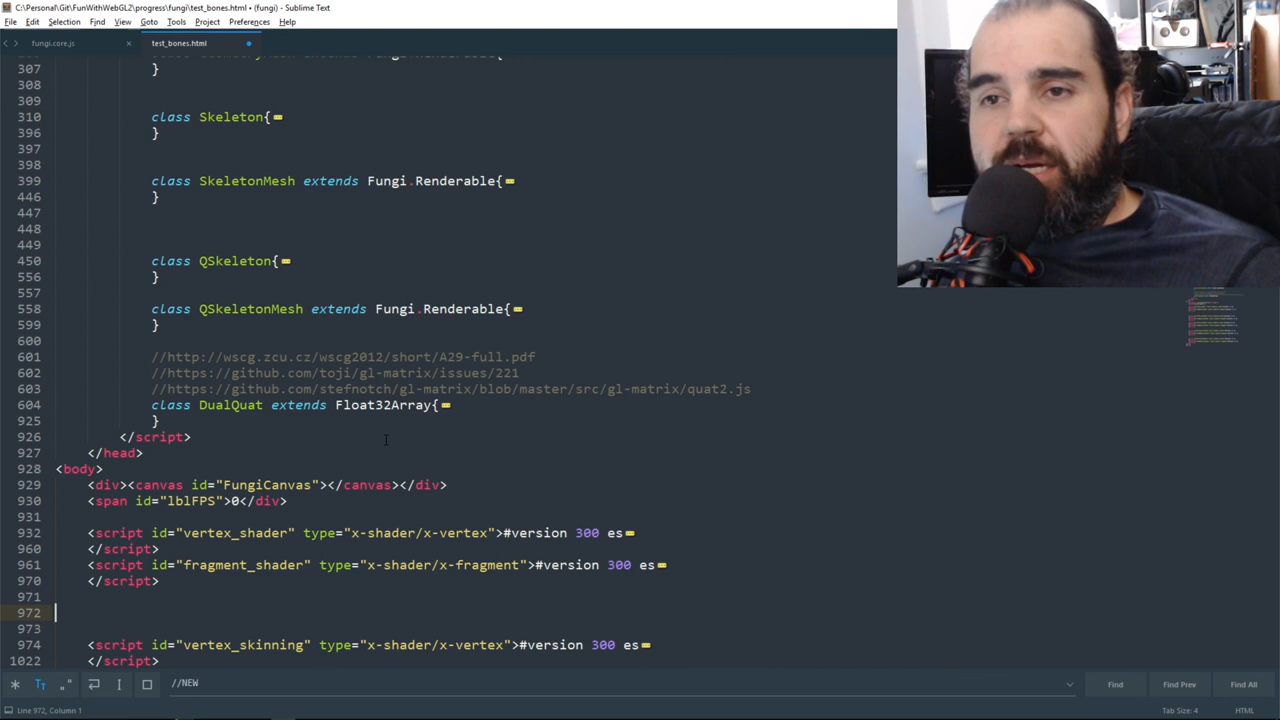 C:\Personal\Git\FunWithWebGL2\progress\fungi\test_bones.html • (fungi) - Sublime Text
File Edit Selection Find View Goto Tools Project Preferences Help
fungi.core.js × test_bones.html
307 }
308
309
310 class Skeleton{
396 }
397
398
399 class SkeletonMesh extends Fungi.Renderable{
446 }
447
448
449
450 class QSkeleton{
556 }
557
558 class QSkeletonMesh extends Fungi.Renderable{
599 }
600
601 //http://wscg.zcu.cz/wscg2012/short/A29-full.pdf
602 //https://github.com/toji/gl-matrix/issues/221
603 //https://github.com/stefnotch/gl-matrix/blob/master/src/gl-matrix/quat2.js
604 class DualQuat extends Float32Array{
925 }
926 </script>
927 </head>
928 <body>
929 <div><canvas id="FungiCanvas"></canvas></div>
930 <span id="lblFPS">0</div>
931
932 <script id="vertex_shader" type="x-shader/x-vertex">#version 300 es
960 </script>
961 <script id="fragment_shader" type="x-shader/x-fragment">#version 300 es
970 </script>
971
972
973
974 <script id="vertex_skinning" type="x-shader/x-vertex">#version 300 es
1022 </script>
//NEW Find Find Prev Find All
Line 972, Column 1 Tab Size: 4 HTML